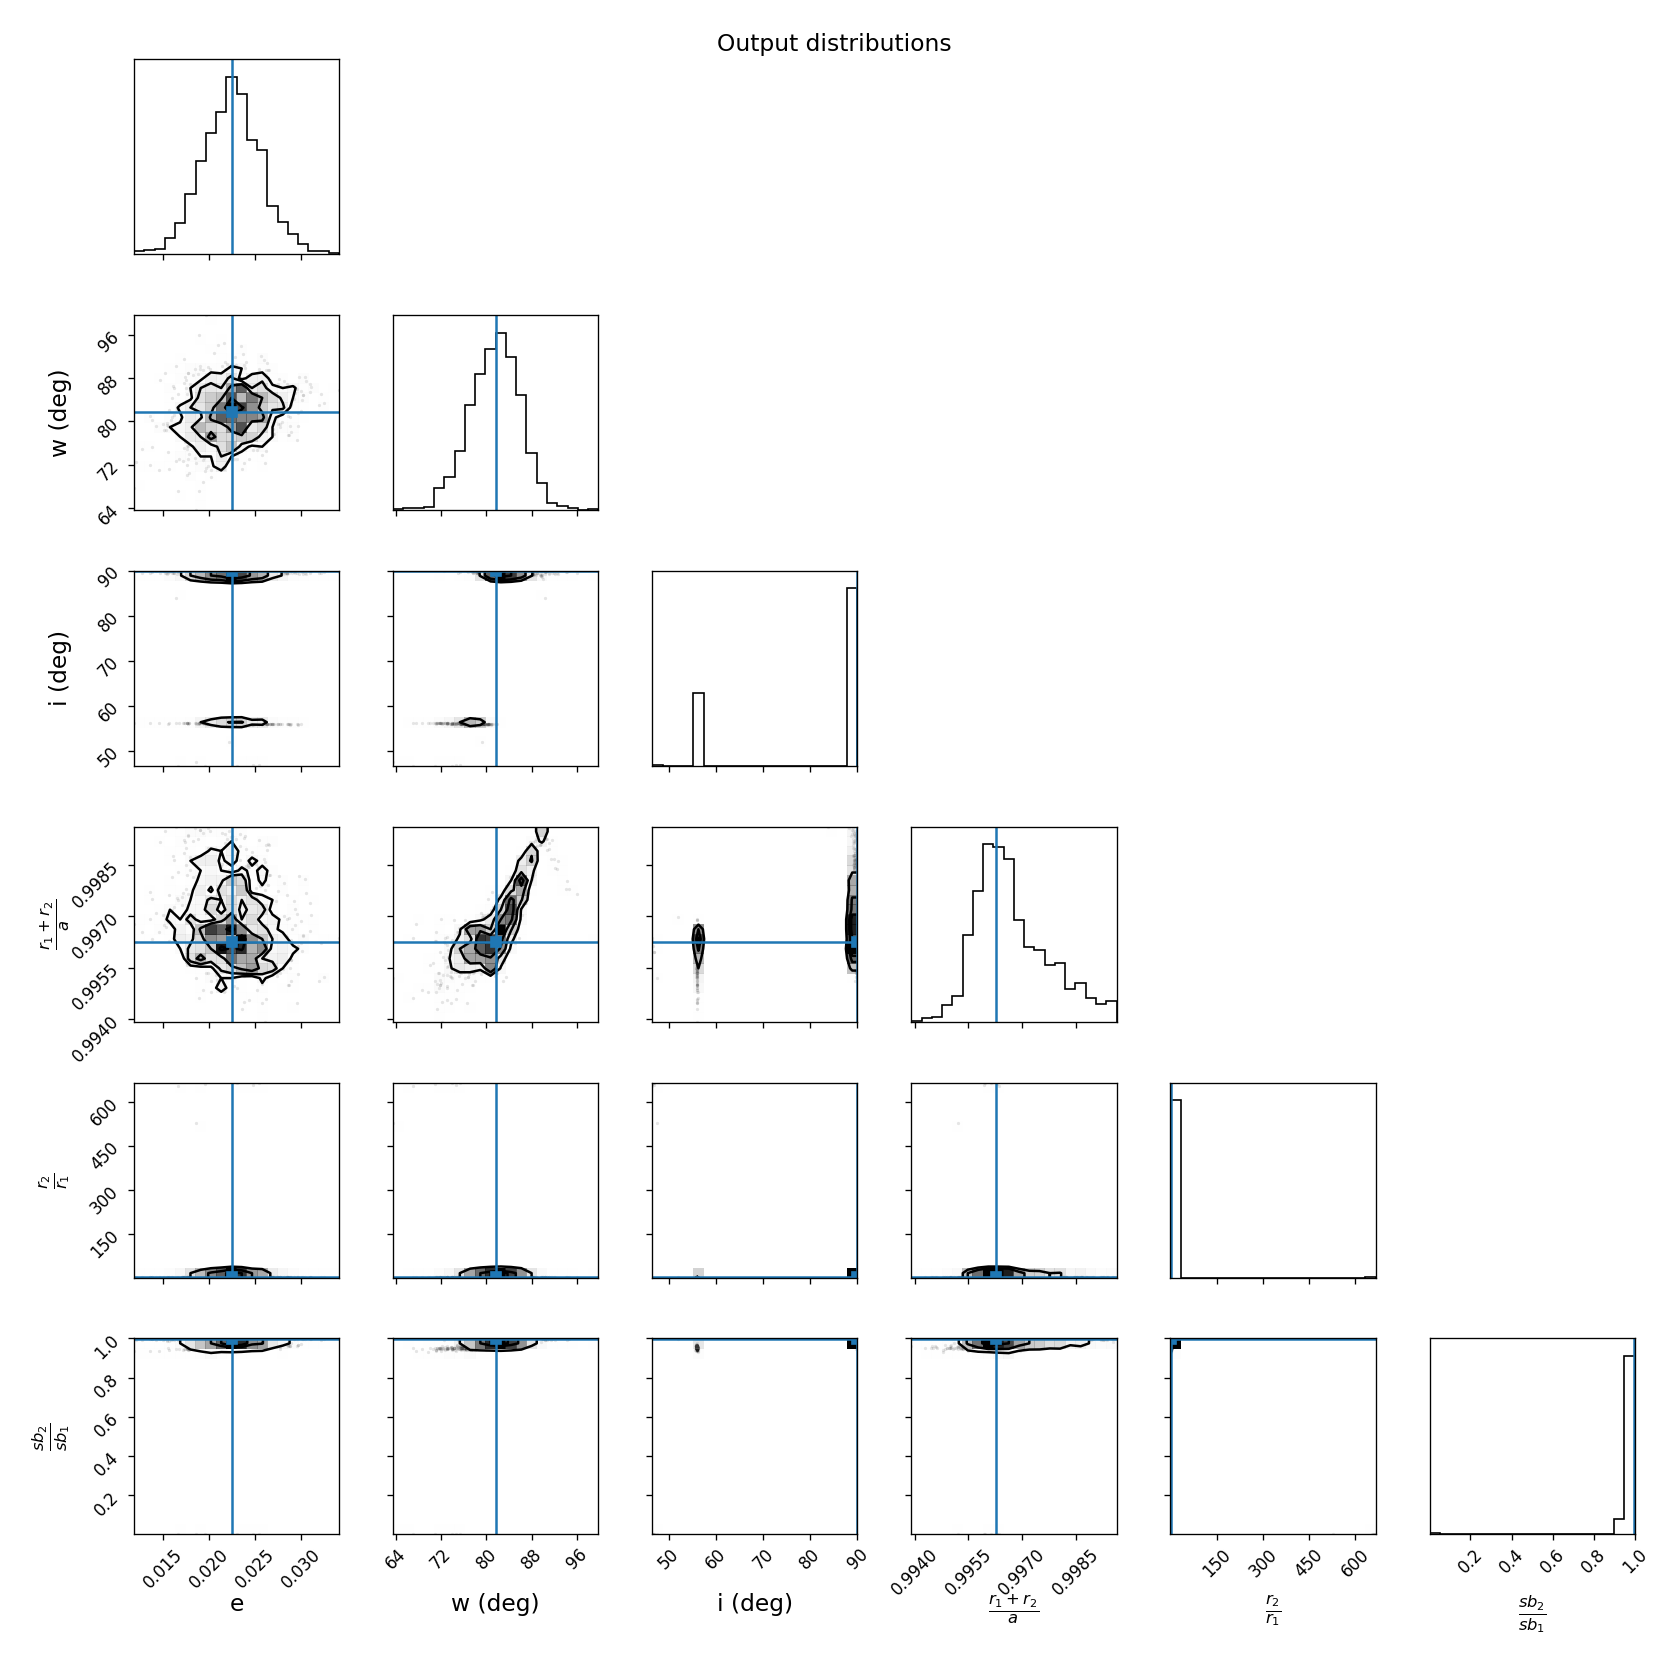 Output distributions
96
88
80
72
64
w (deg)
90
80
70
60
50
i (deg)
0.9985
0.9970
0.9955
0.9940
r₁ + r₂
a
600
450
300
150
r₂
r₁
1.0
0.8
0.6
0.4
0.2
sb₂
sb₁
0.015 0.020 0.025 0.030
e
64 72 80 88 96
w (deg)
50 60 70 80 90
i (deg)
0.9940 0.9955 0.9970 0.9985
r₁ + r₂
a
150 300 450 600
r₂
r₁
0.2 0.4 0.6 0.8 1.0
sb₂
sb₁